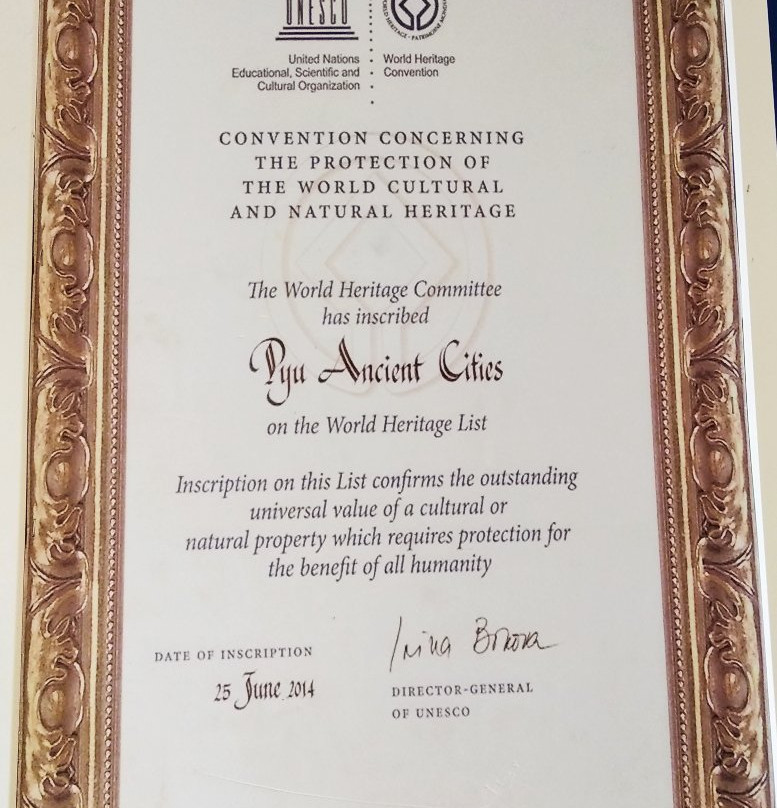 UNESCO
United Nations
Educational, Scientific and
Cultural Organization
World Heritage
Convention
CONVENTION CONCERNING
THE PROTECTION OF
THE WORLD CULTURAL
AND NATURAL HERITAGE
The World Heritage Committee
has inscribed
Pyu Ancient Cities
on the World Heritage List
Inscription on this List confirms the outstanding
universal value of a cultural or
natural property which requires protection for
the benefit of all humanity
DATE OF INSCRIPTION
25 June 2014
Irina Bokova
DIRECTOR-GENERAL
OF UNESCO